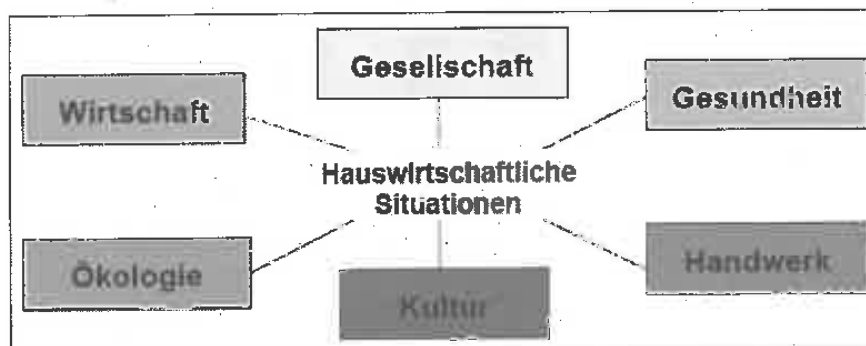 Gesellschaft
Wirtschaft
Gesundheit
Hauswirtschaftliche
Situationen
Ökologie
Handwerk
Kultur